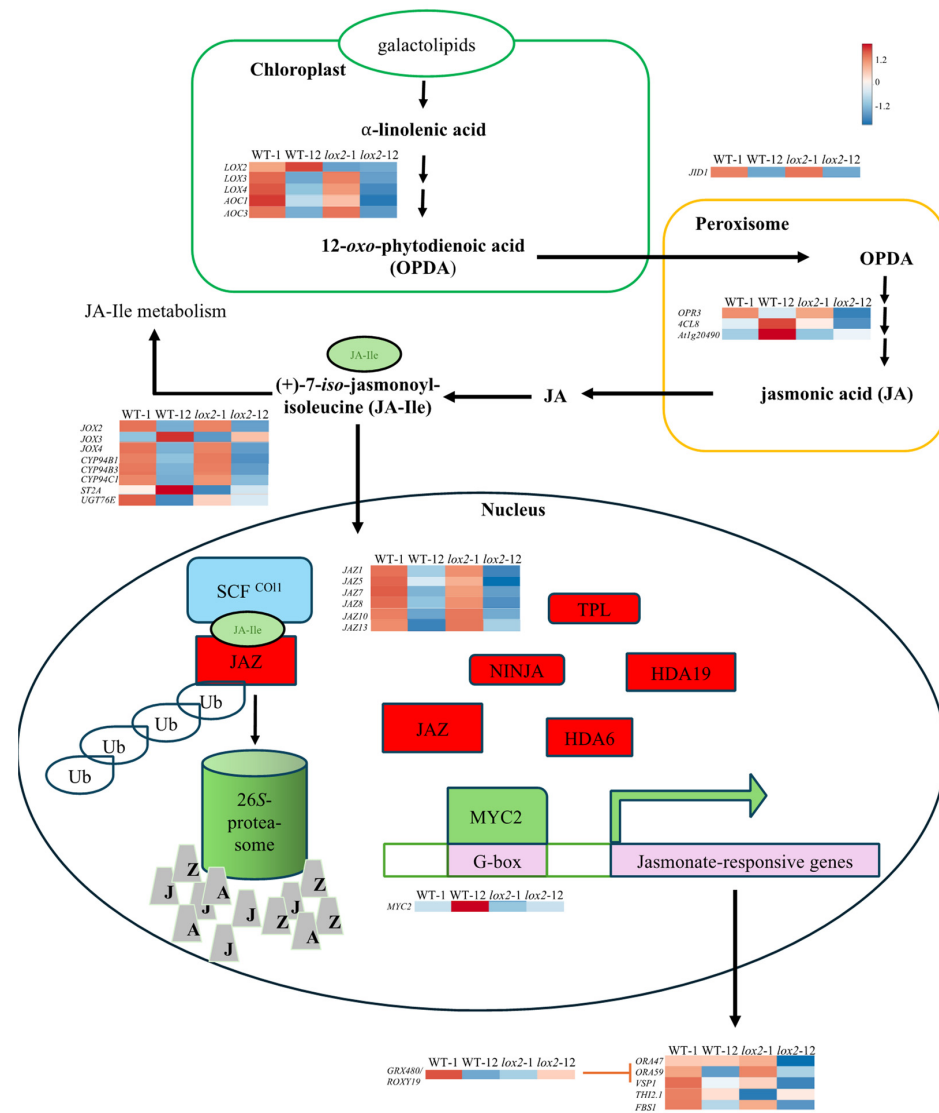 galactolipids
Chloroplast
1.2
0
-1.2
α-linolenic acid
WT-1 WT-12 lox2-1 lox2-12
LOX2
LOX3
LOX4
AOC1
AOC3
WT-1 WT-12 lox2-1 lox2-12
JID1
12-oxo-phytodienoic acid
(OPDA)
Peroxisome
OPDA
WT-1 WT-12 lox2-1 lox2-12
OPR3
4CL8
At1g20490
jasmonic acid (JA)
JA
JA-Ile metabolism
JA-Ile
(+)-7-iso-jasmonoyl-
isoleucine (JA-Ile)
WT-1 WT-12 lox2-1 lox2-12
JOX2
JOX3
JOX4
CYP94B1
CYP94B3
CYP94C1
ST2A
UGT76E
Nucleus
SCF COI1
JA-Ile
JAZ
Ub
Ub
Ub
Ub
WT-1 WT-12 lox2-1 lox2-12
JAZ1
JAZ5
JAZ7
JAZ8
JAZ10
JAZ13
TPL
NINJA
HDA19
JAZ
HDA6
26S-
protea-
some
J
Z
J
A
A
J
J
Z
J
Z
A
Z
MYC2
G-box
Jasmonate-responsive genes
WT-1 WT-12 lox2-1 lox2-12
MYC2
WT-1 WT-12 lox2-1 lox2-12
GRX480/
ROXY19
WT-1 WT-12 lox2-1 lox2-12
ORA47
ORA59
VSP1
THI2.1
FBS1